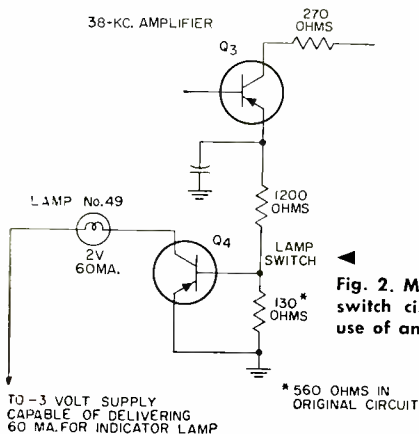 38-KC. AMPLIFIER
270
OHMS
Q3
1200
OHMS
LAMP No.49
2V
60MA.
Q4
LAMP
SWITCH
130*
OHMS
Fig. 2. M
switch ci
use of an
* 560 OHMS IN
ORIGINAL CIRCUIT
TO -3 VOLT SUPPLY
CAPABLE OF DELIVERING
60 MA. FOR INDICATOR LAMP